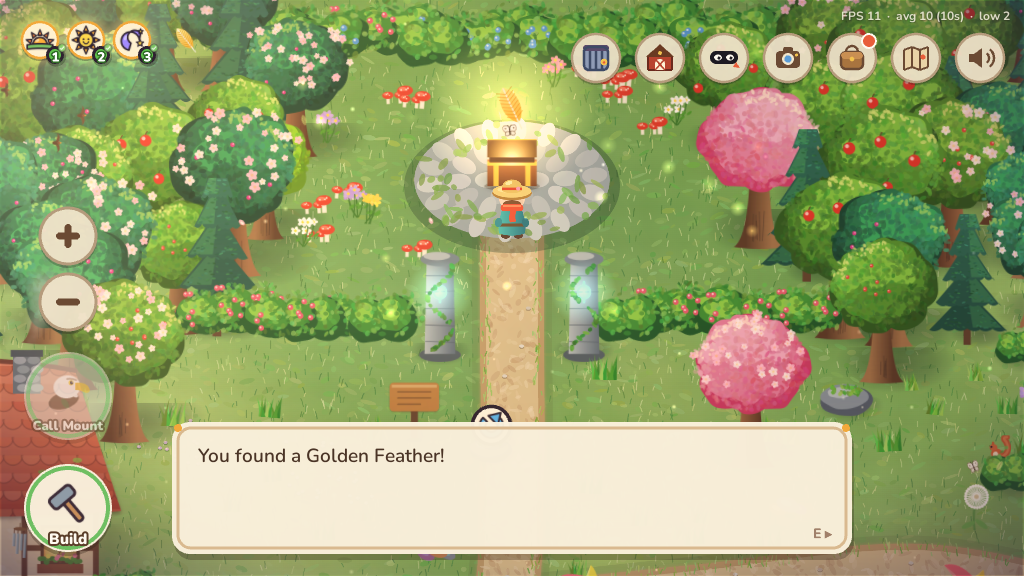 FPS 11 · avg 10 (10s) · low 2
1
2
3
Call Mount
Build
You found a Golden Feather!
E ▸